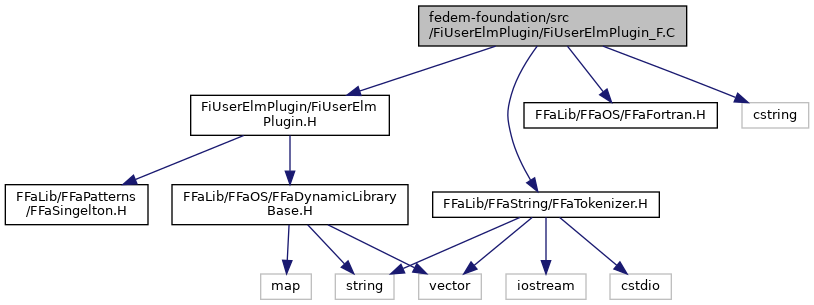 fedem-foundation/src
/FiUserElmPlugin/FiUserElmPlugin_F.C
FiUserElmPlugin/FiUserElm
Plugin.H
FFaLib/FFaOS/FFaFortran.H
cstring
FFaLib/FFaPatterns
/FFaSingelton.H
FFaLib/FFaOS/FFaDynamicLibrary
Base.H
FFaLib/FFaString/FFaTokenizer.H
map
string
vector
iostream
cstdio